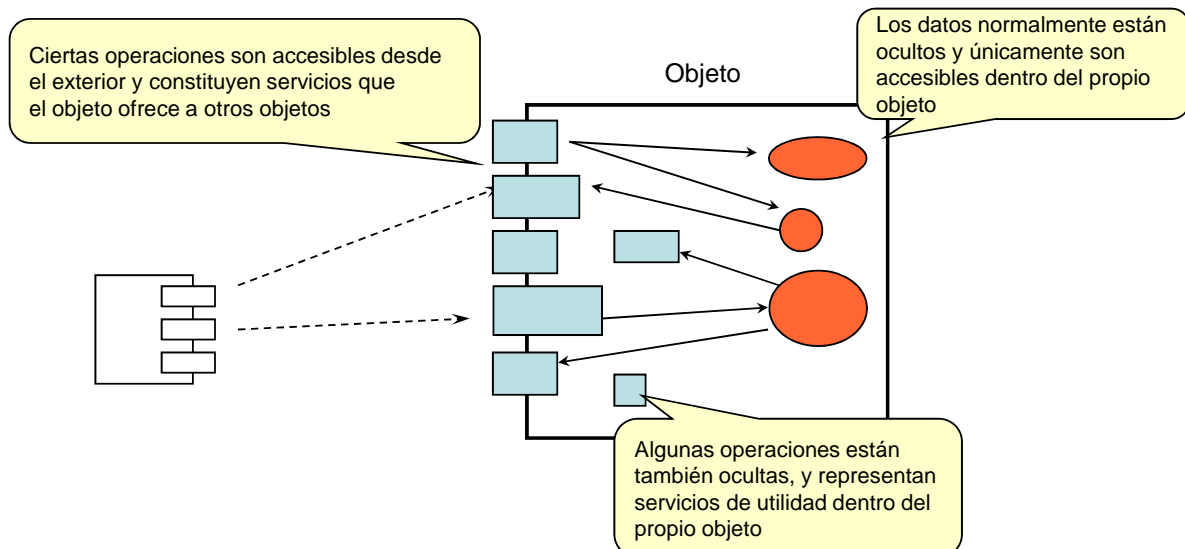 Ciertas operaciones son accesibles desde
el exterior y constituyen servicios que
el objeto ofrece a otros objetos
Objeto
Los datos normalmente están
ocultos y únicamente son
accesibles dentro del propio
objeto
Algunas operaciones están
también ocultas, y representan
servicios de utilidad dentro del
propio objeto